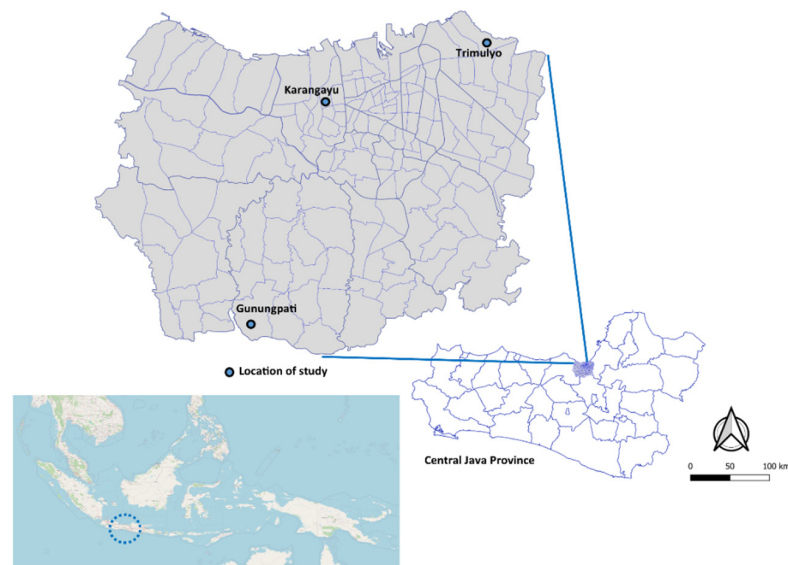 Trimulyo
Karangayu
Gunungpati
Location of study
Central Java Province
0 50 100 km